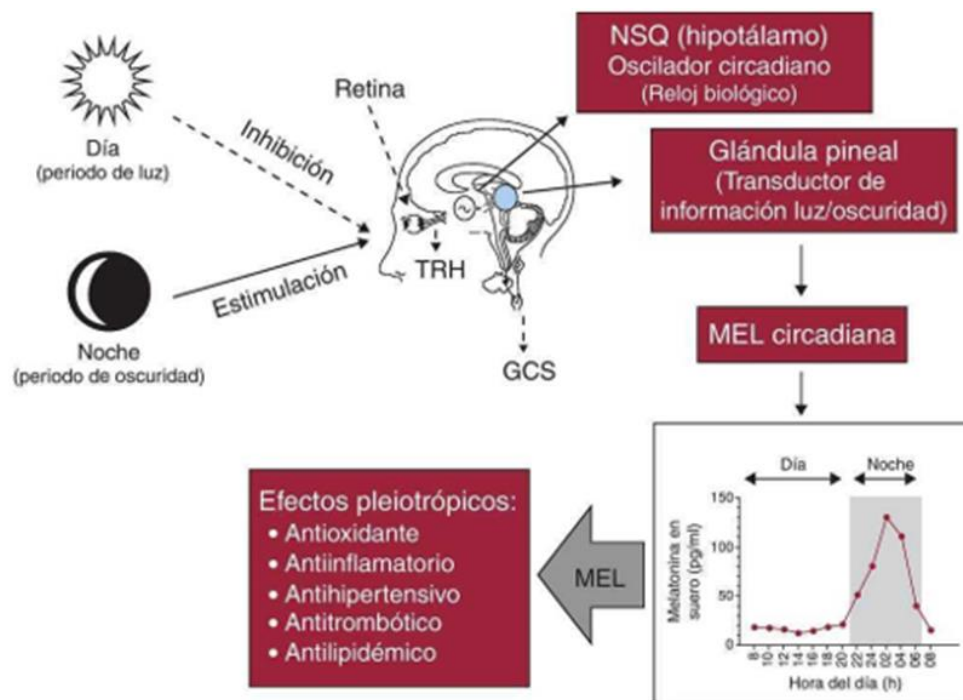 NSQ (hipotálamo)
Oscilador circadiano
(Reloj biológico)
Retina
Día
(periodo de luz)
Inhibición
Glándula pineal
(Transductor de
información luz/oscuridad)
TRH
Estimulación
Noche
(periodo de oscuridad)
GCS
MEL circadiana
Efectos pleiotrópicos:
• Antioxidante
• Antiinflamatorio
• Antihipertensivo
• Antitrombótico
• Antilipidémico
MEL
Día
Noche
Melatonina en
suero (pg/ml)
150
100
50
0
8
10
12
14
16
18
20
22
24
02
04
06
08
Hora del día (h)